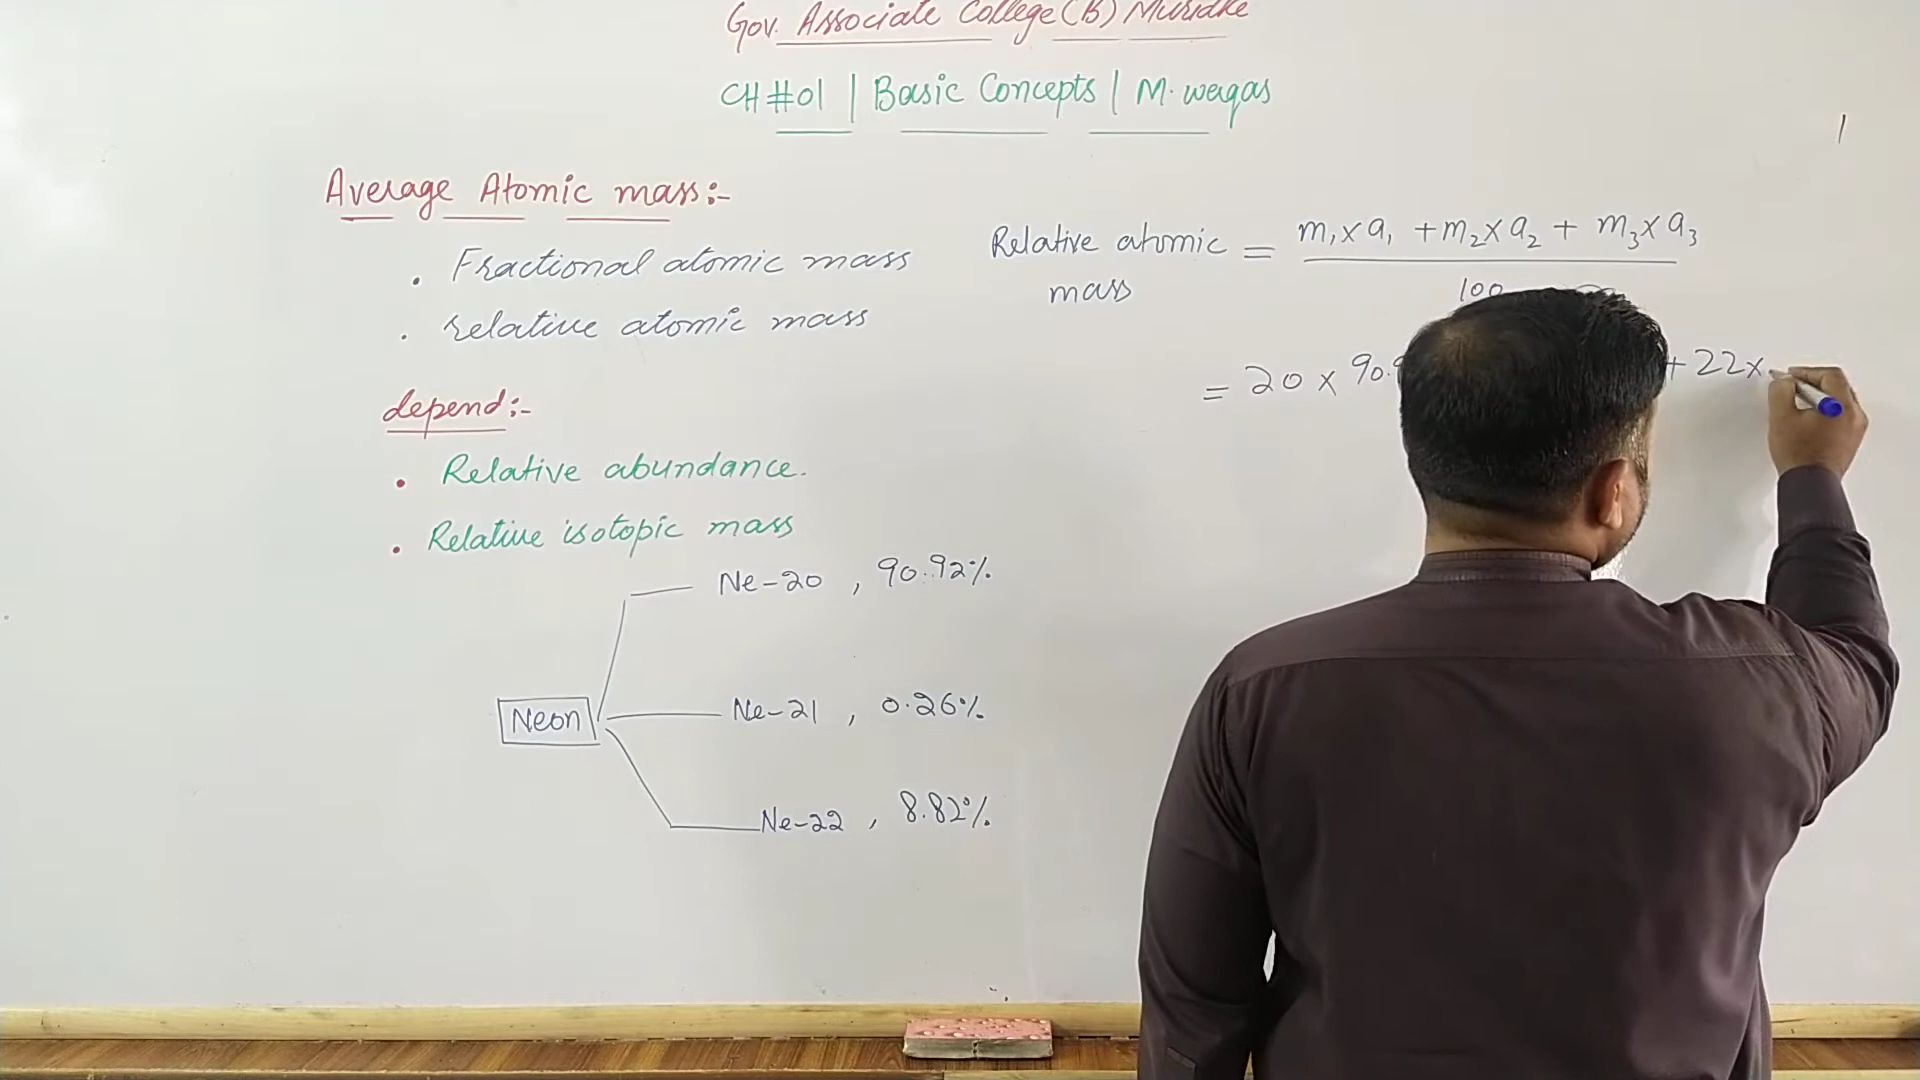 Gov. Associate College (B) Muridke
CH #01 | Basic Concepts | M. waqas
Average Atomic mass:-
. Fractional atomic mass
. relative atomic mass
depend:-
. Relative abundance.
. Relative isotopic mass
Neon
Ne-20 , 90.92%
Ne-21 , 0.26%
Ne-22 , 8.82%
Relative atomic mass = m₁xa₁ + m₂xa₂ + m₃xa₃
100
= 20 x 90.9 + 22x